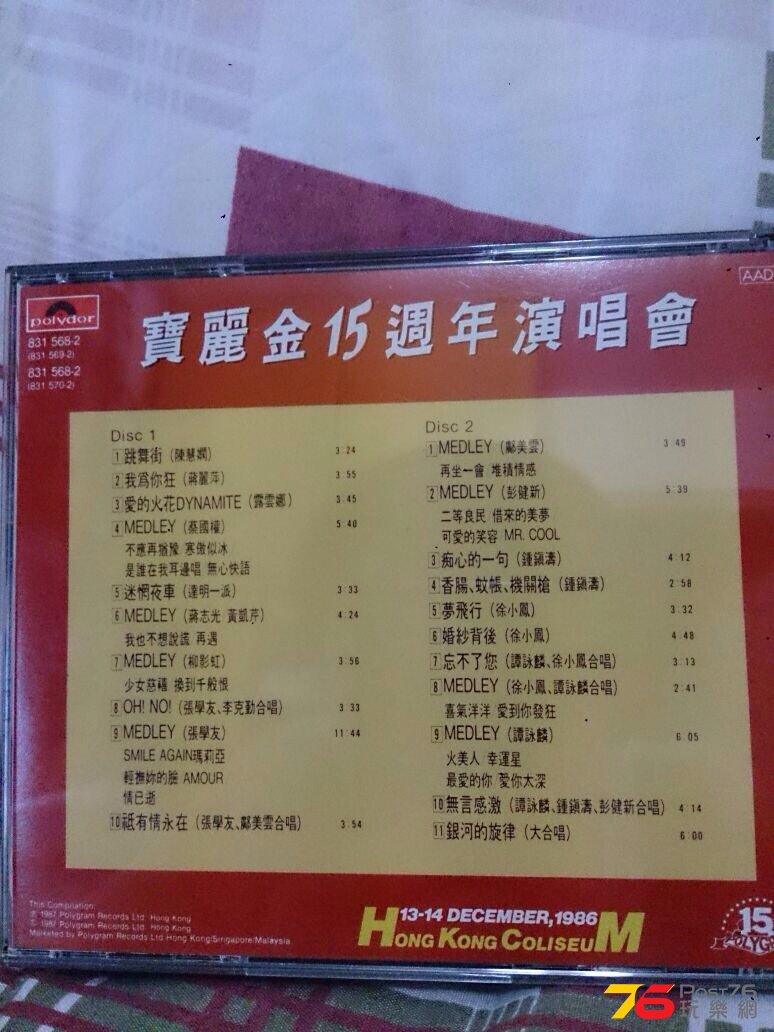 AAD
polydor
寶麗金15週年演唱會
831 568-2
(831 569-2)
831 568-2
(831 570-2)
Disc 1
1 跳舞街 (陳慧嫻) 3:24
2 我為你狂 (蔣麗萍) 3:55
3 愛的火花DYNAMITE (露雲娜) 3:45
4 MEDLEY (蔡國權) 5:40
不應再猶豫 寒傲似冰
是誰在我耳邊唱 無心快語
5 迷惘夜車 (達明一派) 3:33
6 MEDLEY (蔣志光 黃凱芹) 4:24
我也不想說謊 再遇
7 MEDLEY (柳影虹) 3:56
少女慈禧 換到千般恨
8 OH! NO! (張學友、李克勤合唱) 3:33
9 MEDLEY (張學友) 11:44
SMILE AGAIN瑪莉亞
輕撫妳的臉 AMOUR
情已逝
10 祗有情永在 (張學友、鄺美雲合唱) 3:54
Disc 2
1 MEDLEY (鄺美雲) 3:49
再坐一會 堆積情感
2 MEDLEY (彭健新) 5:39
二等良民 借來的美夢
可愛的笑容 MR. COOL
3 痴心的一句 (鍾鎮濤) 4:12
4 香腸、蚊帳、機關槍 (鍾鎮濤) 2:58
5 夢飛行 (徐小鳳) 3:32
6 婚紗背後 (徐小鳳) 4:48
7 忘不了您 (譚詠麟、徐小鳳合唱) 3:13
8 MEDLEY (徐小鳳、譚詠麟合唱) 2:41
喜氣洋洋 愛到你發狂
9 MEDLEY (譚詠麟) 6:05
火美人 幸運星
最愛的你 愛你太深
10 無言感激 (譚詠麟、鍾鎮濤、彭健新合唱) 4:14
11 銀河的旋律 (大合唱) 6:00
This Compilation:
℗ 1987 Polygram Records Ltd. Hong Kong
© 1987 Polygram Records Ltd. Hong Kong
Marketed by Polygram Records Ltd Hong Kong/Singapore/Malaysia
13-14 DECEMBER, 1986
HONG KONG COLISEUM
15
76 Post76
玩樂網